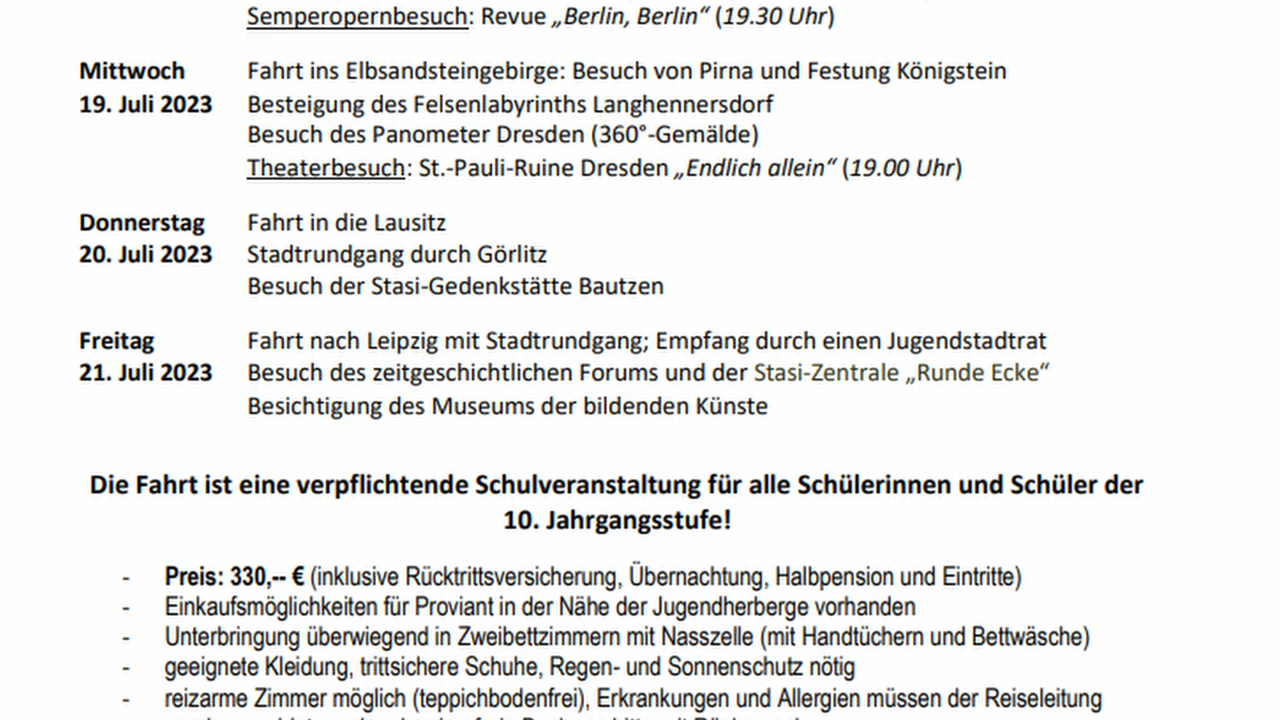 Semperopernbesuch: Revue „Berlin, Berlin“ (19.30 Uhr)
Mittwoch Fahrt ins Elbsandsteingebirge: Besuch von Pirna und Festung Königstein
19. Juli 2023 Besteigung des Felsenlabyrinths Langhennersdorf
Besuch des Panometer Dresden (360°-Gemälde)
Theaterbesuch: St.-Pauli-Ruine Dresden „Endlich allein“ (19.00 Uhr)
Donnerstag Fahrt in die Lausitz
20. Juli 2023 Stadtrundgang durch Görlitz
Besuch der Stasi-Gedenkstätte Bautzen
Freitag Fahrt nach Leipzig mit Stadtrundgang; Empfang durch einen Jugendstadtrat
21. Juli 2023 Besuch des zeitgeschichtlichen Forums und der Stasi-Zentrale „Runde Ecke“
Besichtigung des Museums der bildenden Künste
Die Fahrt ist eine verpflichtende Schulveranstaltung für alle Schülerinnen und Schüler der
10. Jahrgangsstufe!
- Preis: 330,-- € (inklusive Rücktrittsversicherung, Übernachtung, Halbpension und Eintritte)
- Einkaufsmöglichkeiten für Proviant in der Nähe der Jugendherberge vorhanden
- Unterbringung überwiegend in Zweibettzimmern mit Nasszelle (mit Handtüchern und Bettwäsche)
- geeignete Kleidung, trittsichere Schuhe, Regen- und Sonnenschutz nötig
- reizarme Zimmer möglich (teppichbodenfrei), Erkrankungen und Allergien müssen der Reiseleitung